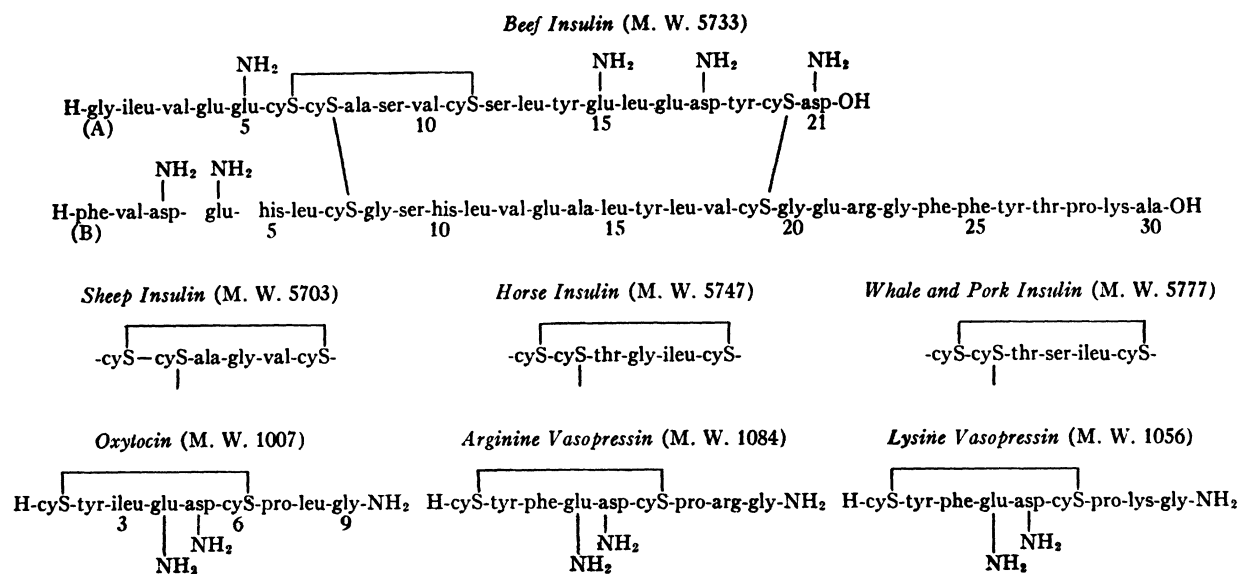 Beef Insulin (M. W. 5733)
NH₂ NH₂ NH₂ NH₂
H-gly-ileu-val-glu-glu-cyS-cyS-ala-ser-val-cyS-ser-leu-tyr-glu-leu-glu-asp-tyr-cyS-asp-OH
(A) 5 10 15 21
NH₂ NH₂
H-phe-val-asp- glu- his-leu-cyS-gly-ser-his-leu-val-glu-ala-leu-tyr-leu-val-cyS-gly-glu-arg-gly-phe-phe-tyr-thr-pro-lys-ala-OH
(B) 5 10 15 20 25 30
Sheep Insulin (M. W. 5703) Horse Insulin (M. W. 5747) Whale and Pork Insulin (M. W. 5777)
-cyS-cyS-ala-gly-val-cyS- -cyS-cyS-thr-gly-ileu-cyS- -cyS-cyS-thr-ser-ileu-cyS-
Oxytocin (M. W. 1007) Arginine Vasopressin (M. W. 1084) Lysine Vasopressin (M. W. 1056)
H-cyS-tyr-ileu-glu-asp-cyS-pro-leu-gly-NH₂ H-cyS-tyr-phe-glu-asp-cyS-pro-arg-gly-NH₂ H-cyS-tyr-phe-glu-asp-cyS-pro-lys-gly-NH₂
3 6 9
NH₂ NH₂ NH₂
NH₂ NH₂ NH₂